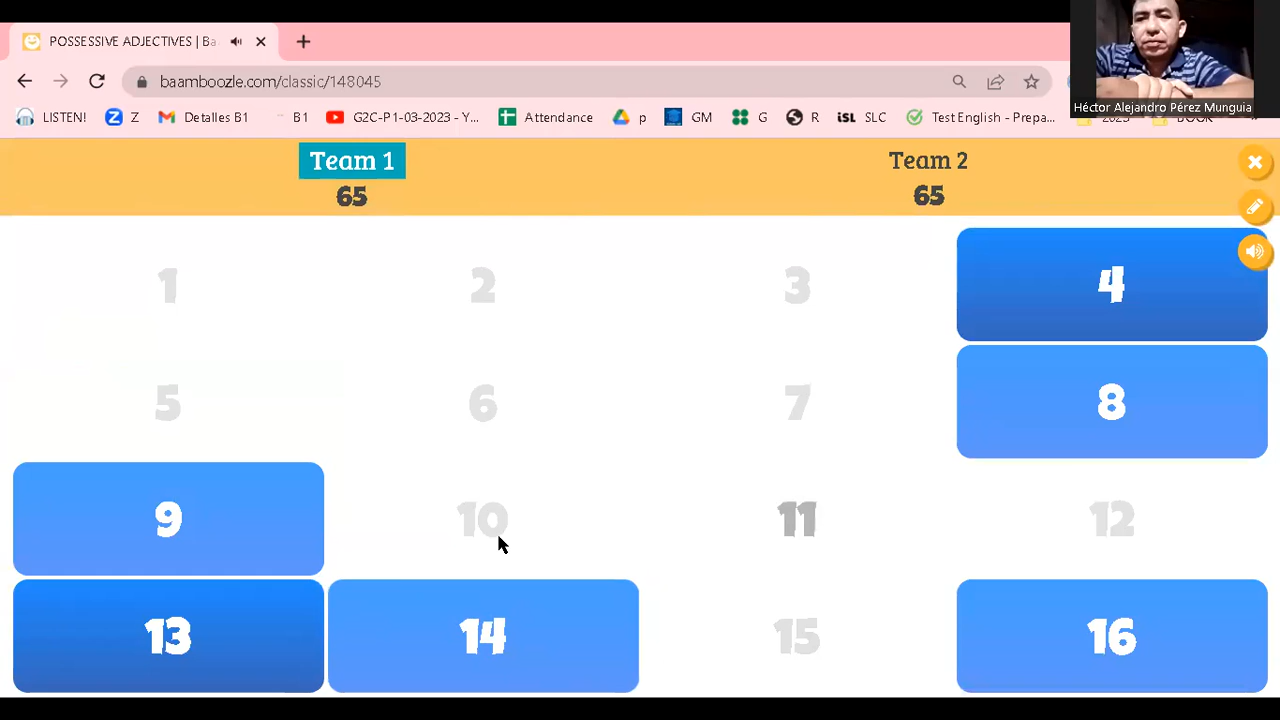 POSSESSIVE ADJECTIVES | Ba
baamboozle.com/classic/148045
Héctor Alejandro Pérez Munguia
LISTEN! Z Detalles B1 B1 G2C-P1-03-2023 - Y... Attendance p GM G R iSL SLC Test English - Prepa... 2023 BOOK
Team 1 Team 2
65 65
1 2 3 4
5 6 7 8
9 10 11 12
13 14 15 16